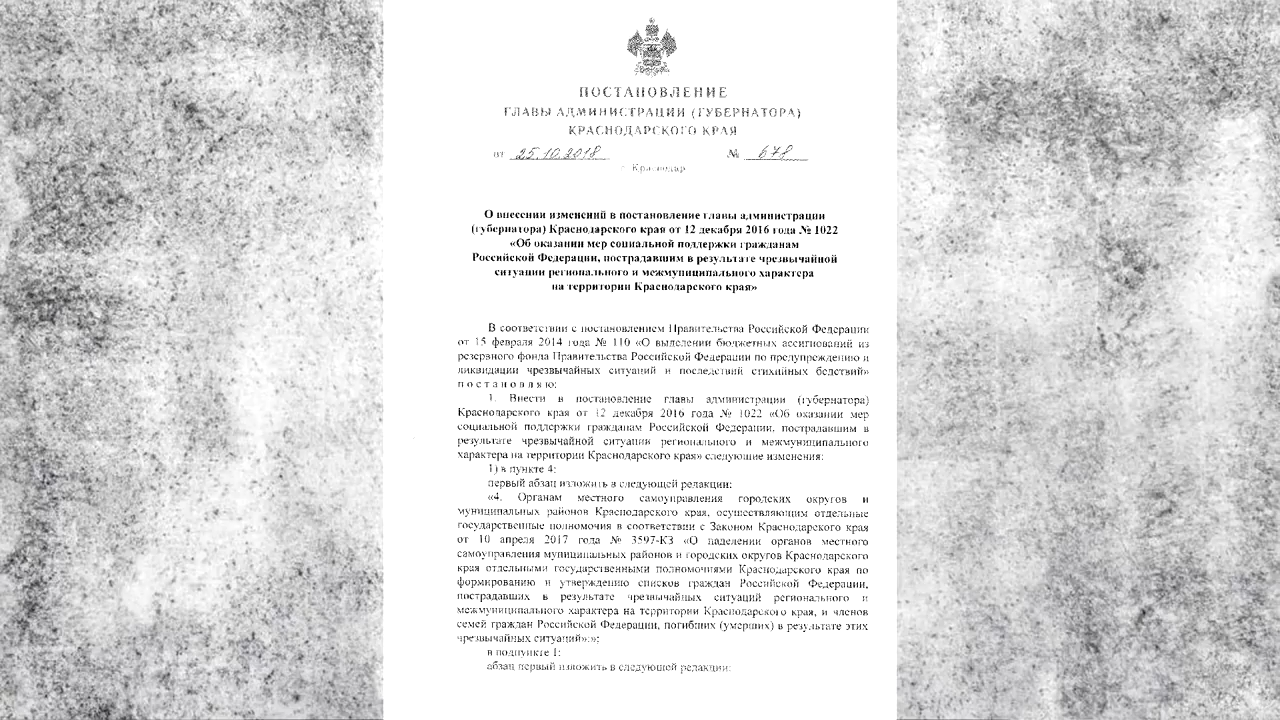 ПОСТАНОВЛЕНИЕ
ГЛАВЫ АДМИНИСТРАЦИИ (ГУБЕРНАТОРА)
КРАСНОДАРСКОГО КРАЯ
от 25.10.2018 № 678
г. Краснодар
О внесении изменений в постановление главы администрации
(губернатора) Краснодарского края от 12 декабря 2016 года № 1022
«Об оказании мер социальной поддержки гражданам
Российской Федерации, пострадавшим в результате чрезвычайной
ситуации регионального и межмуниципального характера
на территории Краснодарского края»
В соответствии с постановлением Правительства Российской Федерации
от 15 февраля 2014 года № 110 «О выделении бюджетных ассигнований из
резервного фонда Правительства Российской Федерации по предупреждению и
ликвидации чрезвычайных ситуаций и последствий стихийных бедствий»
п о с т а н о в л я ю:
1. Внести в постановление главы администрации (губернатора)
Краснодарского края от 12 декабря 2016 года № 1022 «Об оказании мер
социальной поддержки гражданам Российской Федерации, пострадавшим в
результате чрезвычайной ситуации регионального и межмуниципального
характера на территории Краснодарского края» следующие изменения:
1) в пункте 4:
первый абзац изложить в следующей редакции:
«4. Органам местного самоуправления городских округов и
муниципальных районов Краснодарского края, осуществляющим отдельные
государственные полномочия в соответствии с Законом Краснодарского края
от 10 апреля 2017 года № 3597-КЗ «О наделении органов местного
самоуправления муниципальных районов и городских округов Краснодарского
края отдельными государственными полномочиями Краснодарского края по
формированию и утверждению списков граждан Российской Федерации,
пострадавших в результате чрезвычайных ситуаций регионального и
межмуниципального характера на территории Краснодарского края, и членов
семей граждан Российской Федерации, погибших (умерших) в результате этих
чрезвычайных ситуаций»:»;
в подпункте 1:
абзац первый изложить в следующей редакции: